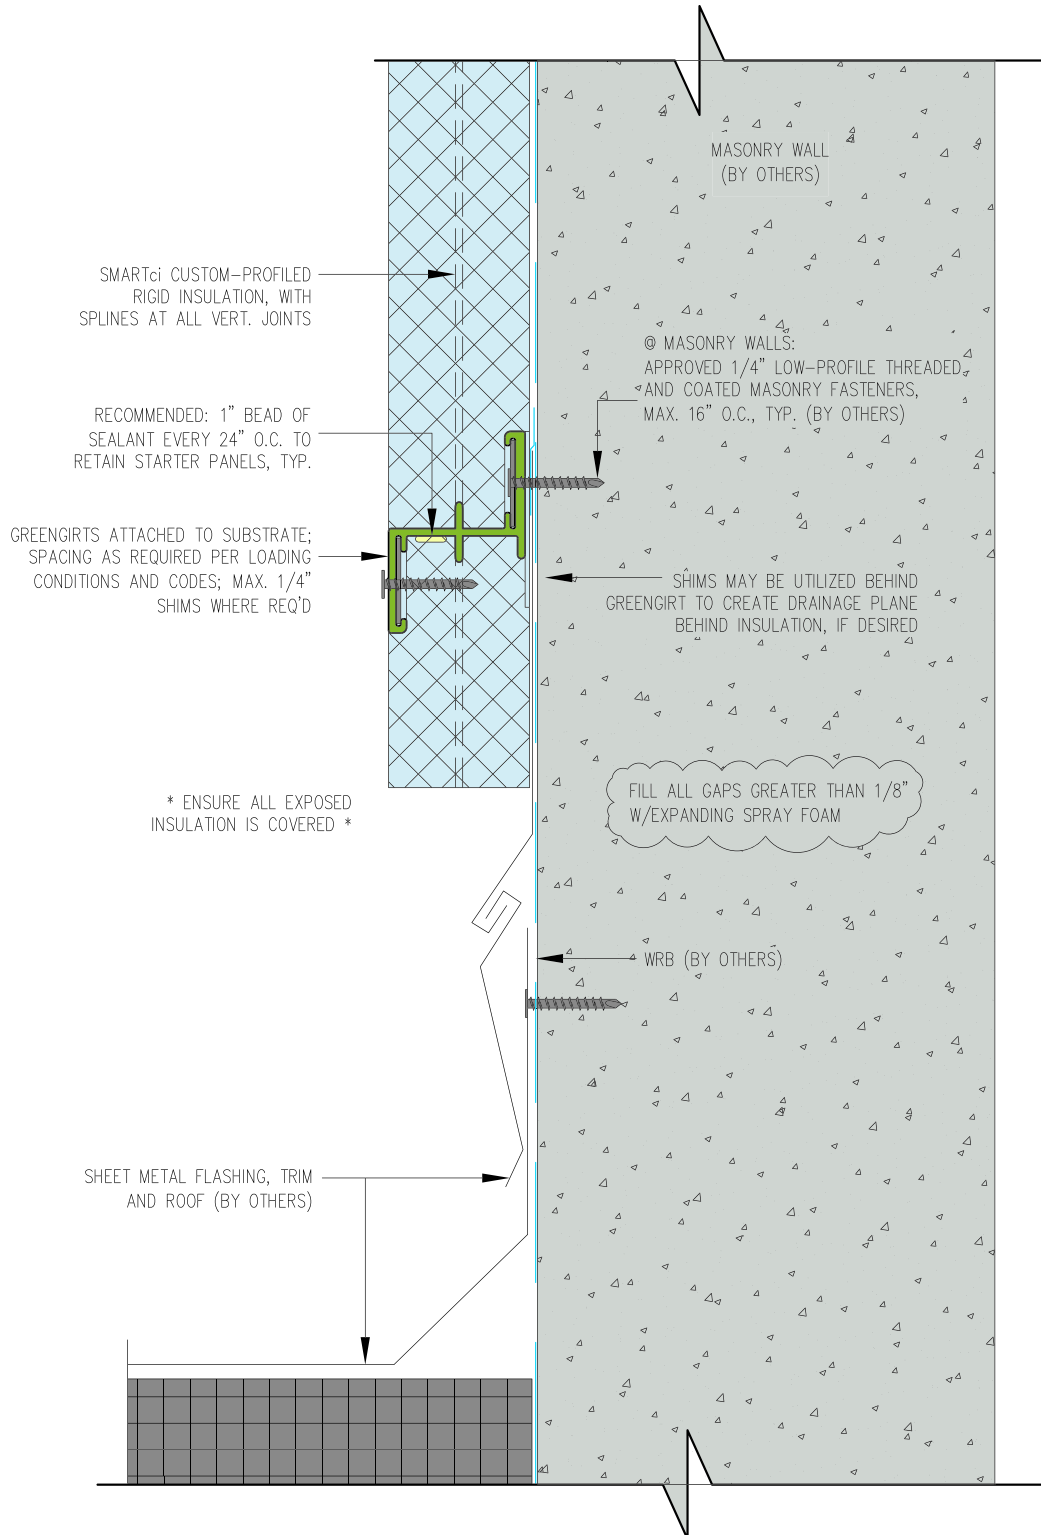 MASONRY WALL
(BY OTHERS)
SMARTci CUSTOM-PROFILED
RIGID INSULATION, WITH
SPLINES AT ALL VERT. JOINTS
@ MASONRY WALLS:
APPROVED 1/4" LOW-PROFILE THREADED
AND COATED MASONRY FASTENERS,
MAX. 16" O.C., TYP. (BY OTHERS)
RECOMMENDED: 1" BEAD OF
SEALANT EVERY 24" O.C. TO
RETAIN STARTER PANELS, TYP.
GREENGIRTS ATTACHED TO SUBSTRATE;
SPACING AS REQUIRED PER LOADING
CONDITIONS AND CODES; MAX. 1/4"
SHIMS WHERE REQ'D
SHIMS MAY BE UTILIZED BEHIND
GREENGIRT TO CREATE DRAINAGE PLANE
BEHIND INSULATION, IF DESIRED
* ENSURE ALL EXPOSED
INSULATION IS COVERED *
FILL ALL GAPS GREATER THAN 1/8"
W/EXPANDING SPRAY FOAM
WRB (BY OTHERS)
SHEET METAL FLASHING, TRIM
AND ROOF (BY OTHERS)